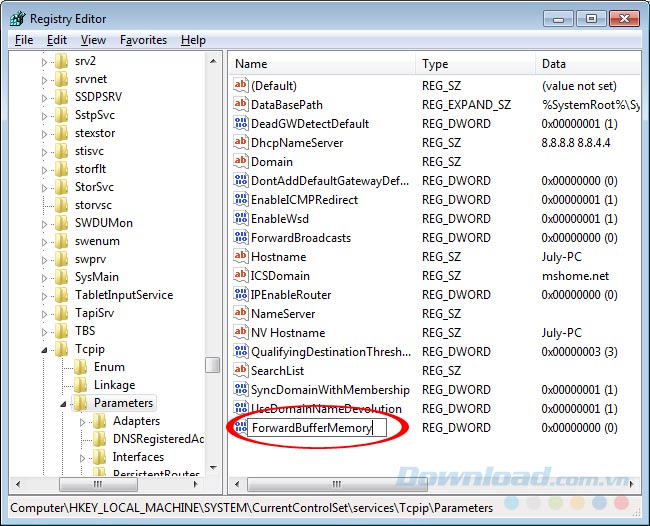 Registry Editor
File Edit View Favorites Help
srv2
srvnet
SSDPSRV
SstpSvc
stexstor
stisvc
storflt
StorSvc
storvsc
SWDUMon
swenum
swprv
SysMain
TabletInputService
TapiSrv
TBS
Tcpip
Enum
Linkage
Parameters
Adapters
DNSRegisteredAd
Interfaces
PersistentRoutes
Name Type Data
(Default) REG_SZ (value not set)
DataBasePath REG_EXPAND_SZ %SystemRoot%\Sy
DeadGWDetectDefault REG_DWORD 0x00000001 (1)
DhcpNameServer REG_SZ 8.8.8.8 8.8.4.4
Domain REG_SZ
DontAddDefaultGatewayDef... REG_DWORD 0x00000000 (0)
EnableICMPRedirect REG_DWORD 0x00000001 (1)
EnableWsd REG_DWORD 0x00000001 (1)
ForwardBroadcasts REG_DWORD 0x00000000 (0)
Hostname REG_SZ July-PC
ICSDomain REG_SZ mshome.net
IPEnableRouter REG_DWORD 0x00000000 (0)
NameServer REG_SZ
NV Hostname REG_SZ July-PC
QualifyingDestinationThresh... REG_DWORD 0x00000003 (3)
SearchList REG_SZ
SyncDomainWithMembership REG_DWORD 0x00000001 (1)
UseDomainNameDevolution REG_DWORD 0x00000001 (1)
ForwardBufferMemory REG_DWORD 0x00000000 (0)
Download.com.vn
Computer\HKEY_LOCAL_MACHINE\SYSTEM\CurrentControlSet\services\Tcpip\Parameters